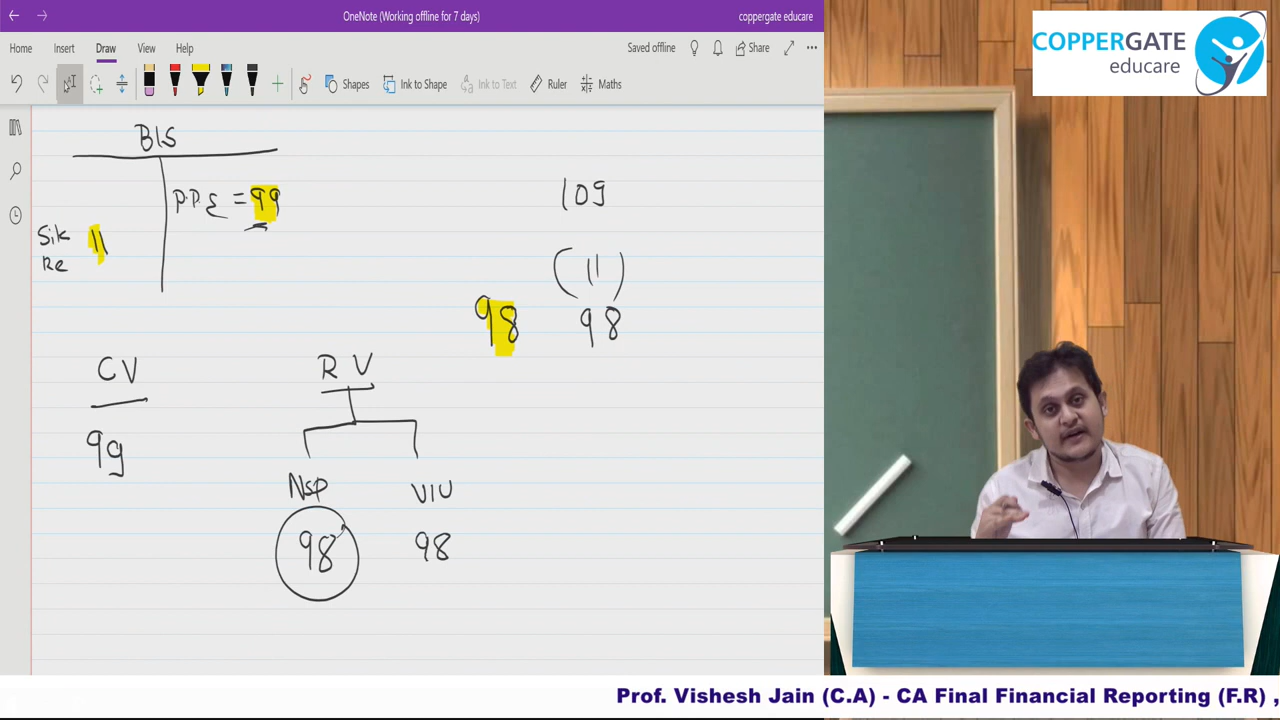 OneNote (Working offline for 7 days)
coppergate educare
Home Insert Draw View Help
Saved offline
Share
Shapes
Ink to Shape
Ink to Text
Ruler
Maths
COPPERGATE
educare
B/S
P.P.E = 99
Site
Re
11
109
(11)
98 98
CV
99
RV
NSP
VIU
98
98
Prof. Vishesh Jain (C.A) - CA Final Financial Reporting (F.R) ,